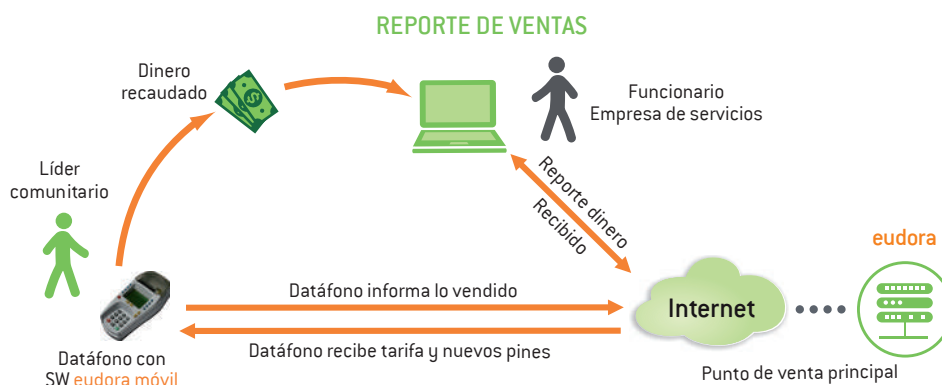 REPORTE DE VENTAS
Dinero
recaudado
Funcionario
Empresa de servicios
Líder
comunitario
Reporte dinero
Recibido
eudora
Datáfono informa lo vendido
Internet
Datáfono recibe tarifa y nuevos pines
Datáfono con
SW eudora móvil
Punto de venta principal